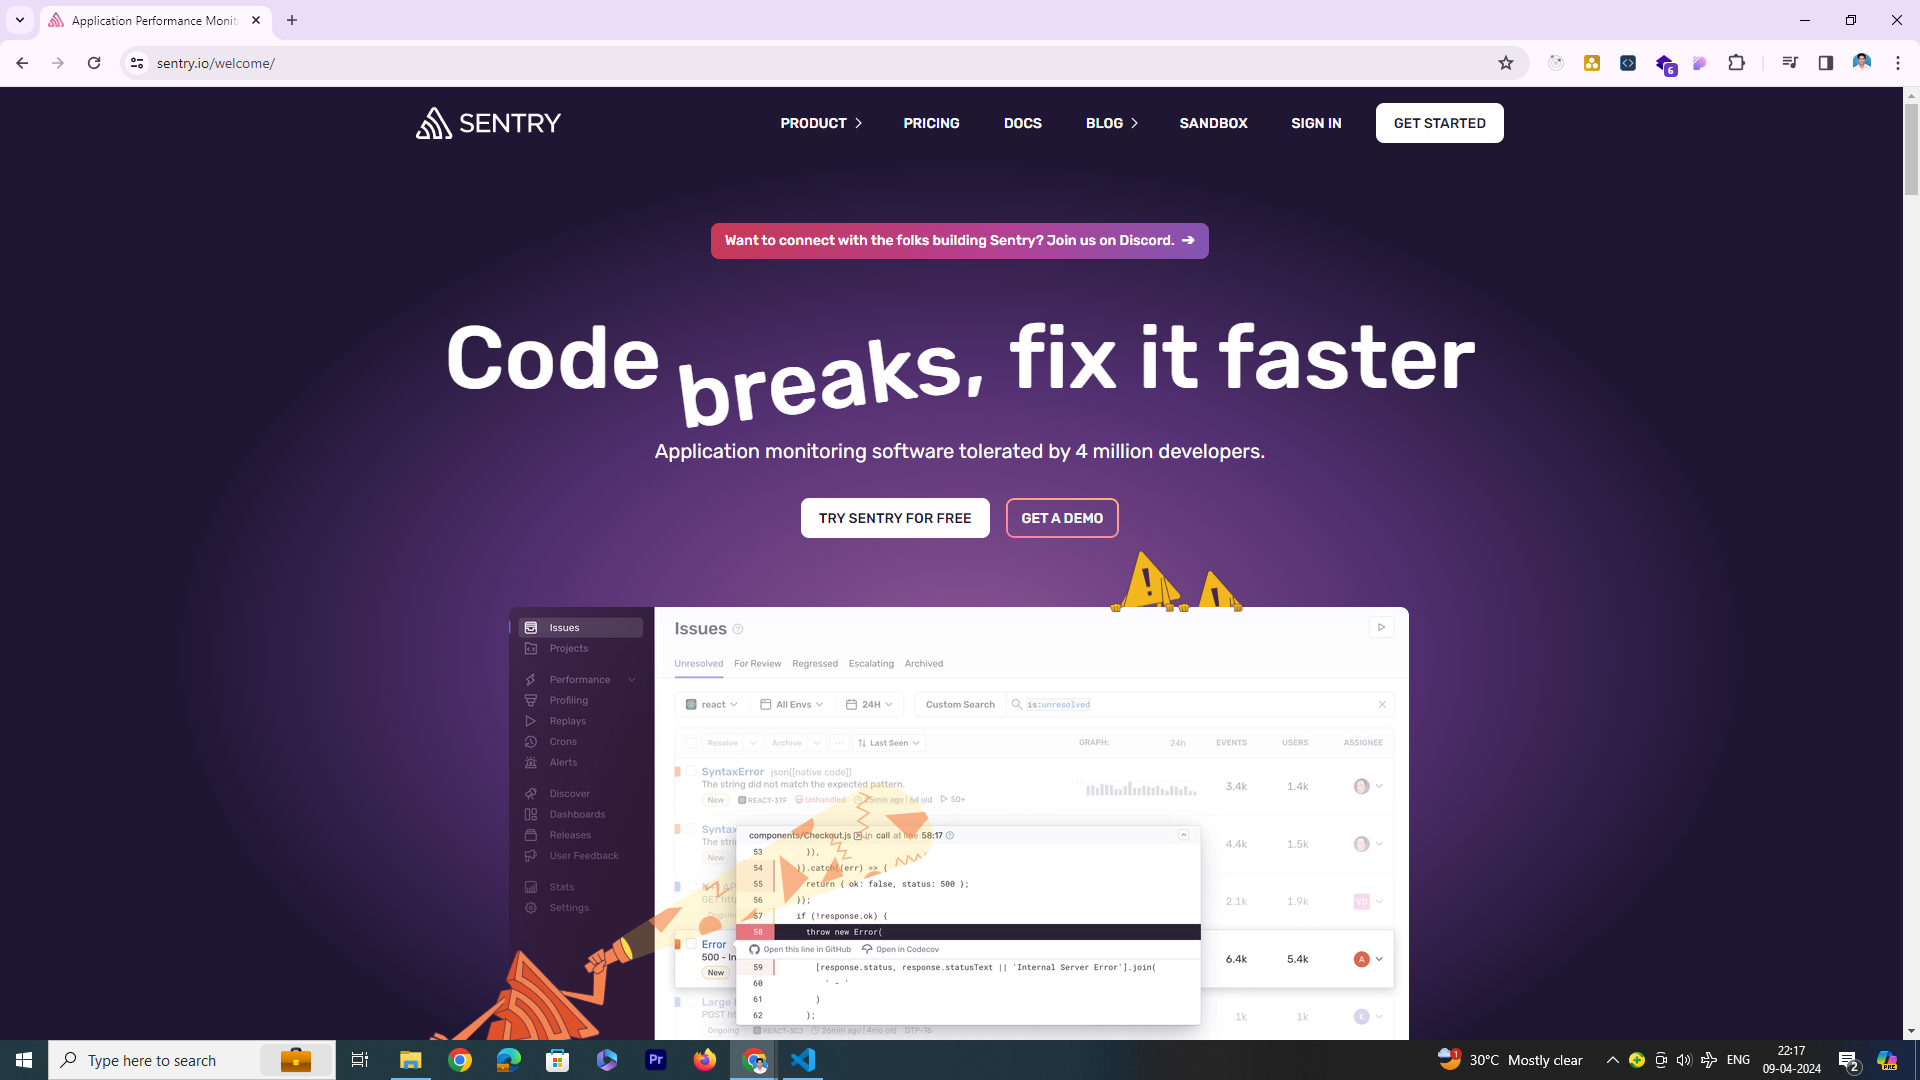 Application Performance Monit
sentry.io/welcome/
6
SENTRY
PRODUCT
PRICING
DOCS
BLOG
SANDBOX
SIGN IN
GET STARTED
Want to connect with the folks building Sentry? Join us on Discord. ➔
Code breaks, fix it faster
Application monitoring software tolerated by 4 million developers.
TRY SENTRY FOR FREE
GET A DEMO
Issues
Projects
Performance
Profiling
Replays
Crons
Alerts
Discover
Dashboards
Releases
User Feedback
Stats
Settings
Issues
Unresolved For Review Regressed Escalating Archived
react All Envs 24H Custom Search is:unresolved
Resolve Archive ... Last Seen GRAPH: 24h EVENTS USERS ASSIGNEE
SyntaxError json([native code])
The string did not match the expected pattern.
New REACT-3TF Unhandled 25min ago | 6d old 50+
3.4k 1.4k
Synta
The stri
New
4.4k 1.5k
GET
Ongoing
2.1k 1.9k YD
Error
500 - In
New
6.4k 5.4k A
Large
POST
Ongoing REACT-3CJ 26min ago | 4mo old DTP-76
1k 1k K
components/Checkout.js in call at line 58:17
53 }),
54 }).catch((err) => {
55 return { ok: false, status: 500 };
56 });
57 if (!response.ok) {
58 throw new Error(
Open this line in GitHub Open in Codecov
59 [response.status, response.statusText || 'Internal Server Error'].join(
60 ' - '
61 )
62 );
Type here to search
Pr
1
30°C Mostly clear
ENG
22:17
09-04-2024
2
PRE